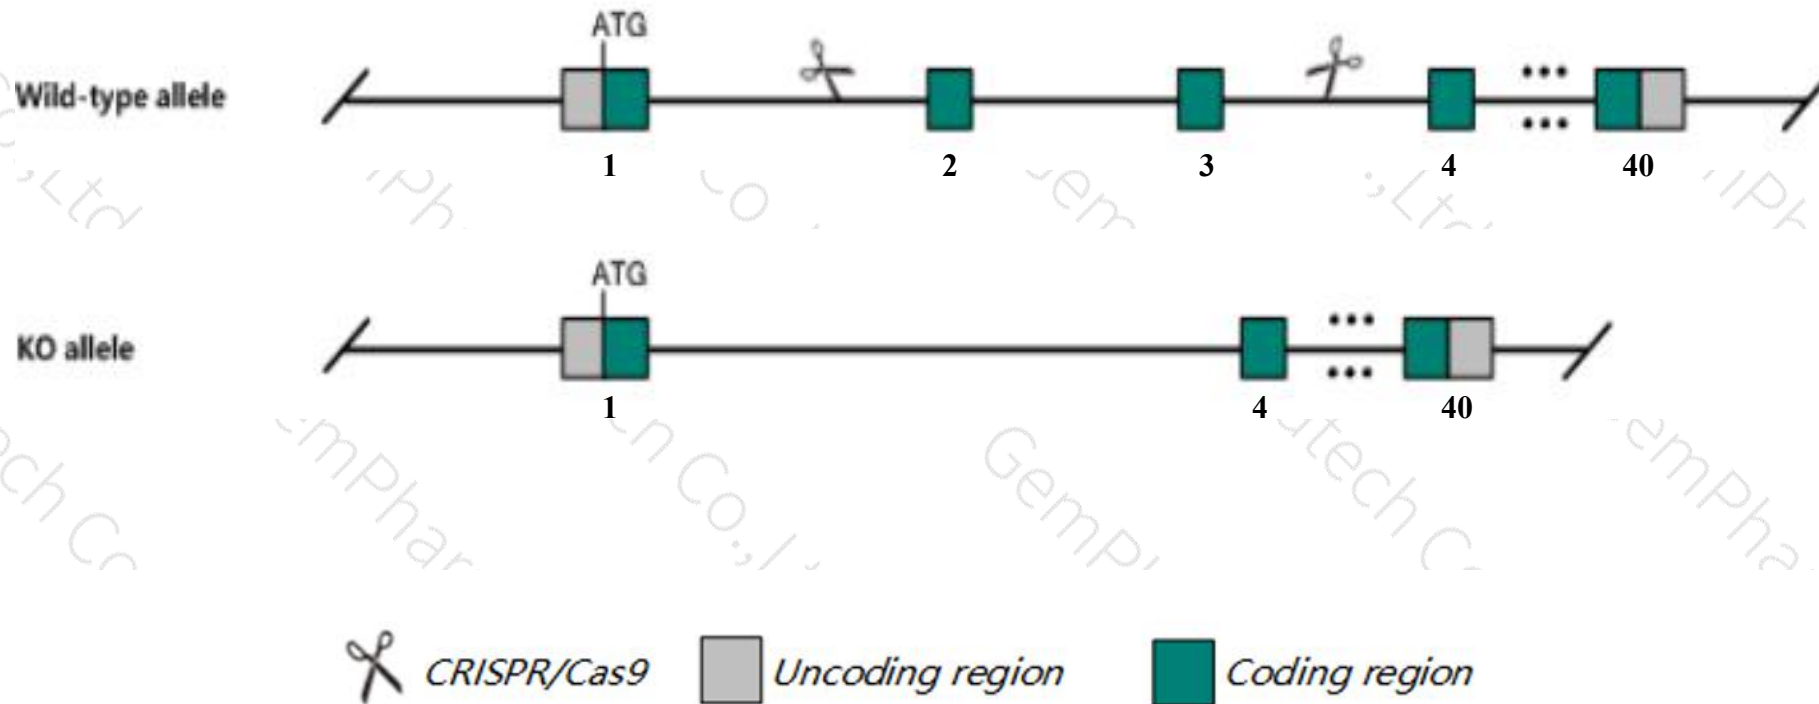 ATG
Wild-type allele
1 2 3 4 40
ATG
KO allele
1 4 40
CRISPR/Cas9 Uncoding region Coding region
GemPh